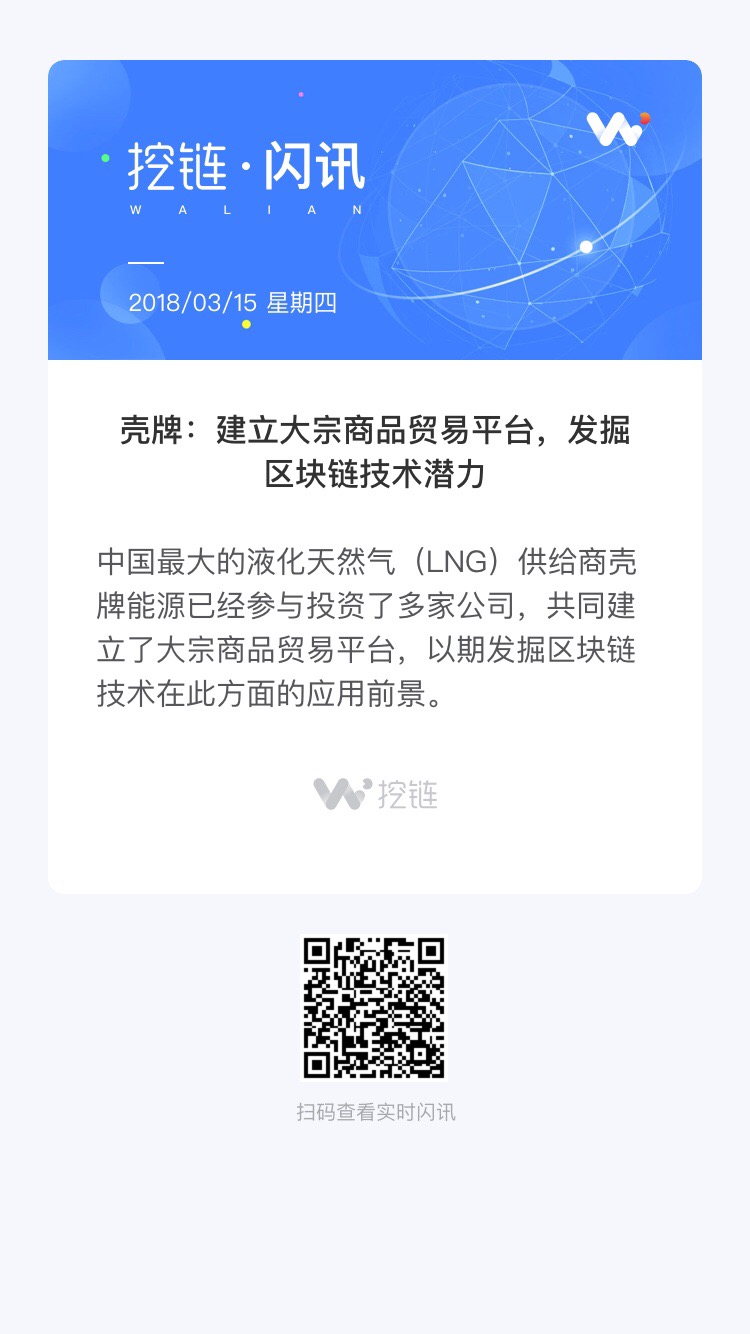 挖链·闪讯
WALIAN
2018/03/15 星期四
壳牌：建立大宗商品贸易平台，发掘
区块链技术潜力
中国最大的液化天然气（LNG）供给商壳
牌能源已经参与投资了多家公司，共同建
立了大宗商品贸易平台，以期发掘区块链
技术在此方面的应用前景。
挖链
扫码查看实时闪讯